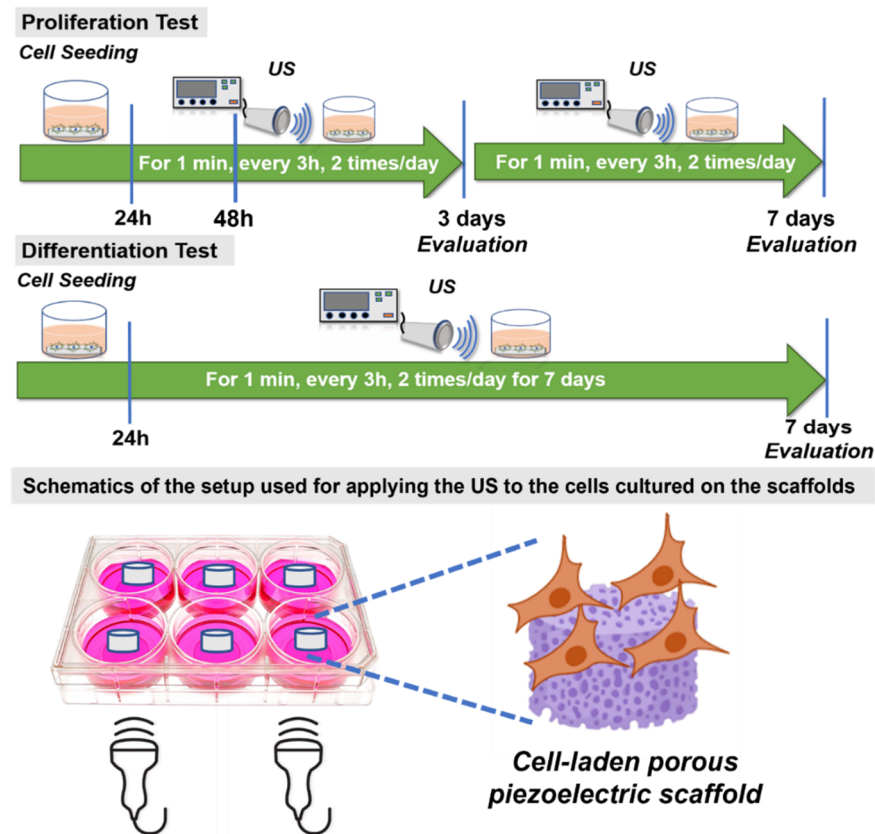 Proliferation Test
Cell Seeding
US
US
For 1 min, every 3h, 2 times/day
For 1 min, every 3h, 2 times/day
24h
48h
3 days
Evaluation
7 days
Evaluation
Differentiation Test
Cell Seeding
US
For 1 min, every 3h, 2 times/day for 7 days
24h
7 days
Evaluation
Schematics of the setup used for applying the US to the cells cultured on the scaffolds
Cell-laden porous
piezoelectric scaffold